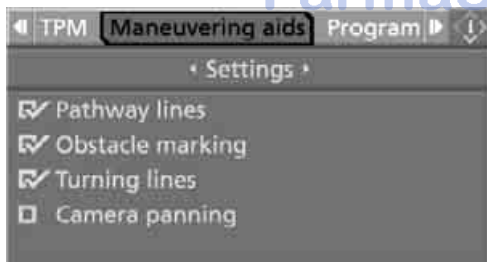 TPM Maneuvering aids Program
Settings
Pathway lines
Obstacle marking
Turning lines
Camera panning